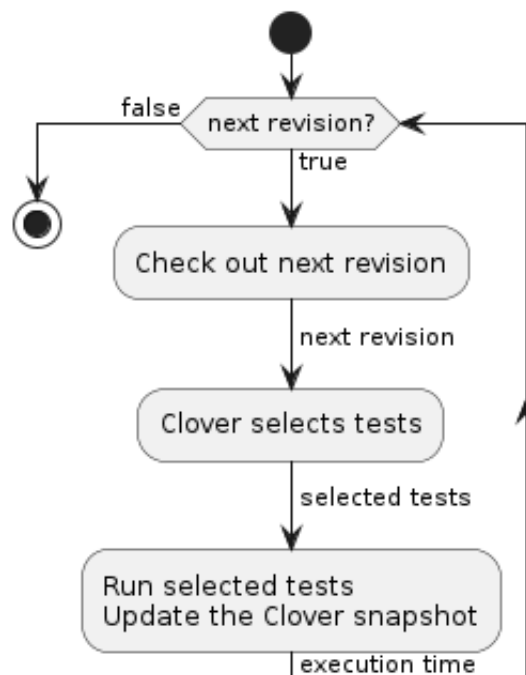 false
next revision?
true
Check out next revision
next revision
Clover selects tests
selected tests
Run selected tests
Update the Clover snapshot
execution time